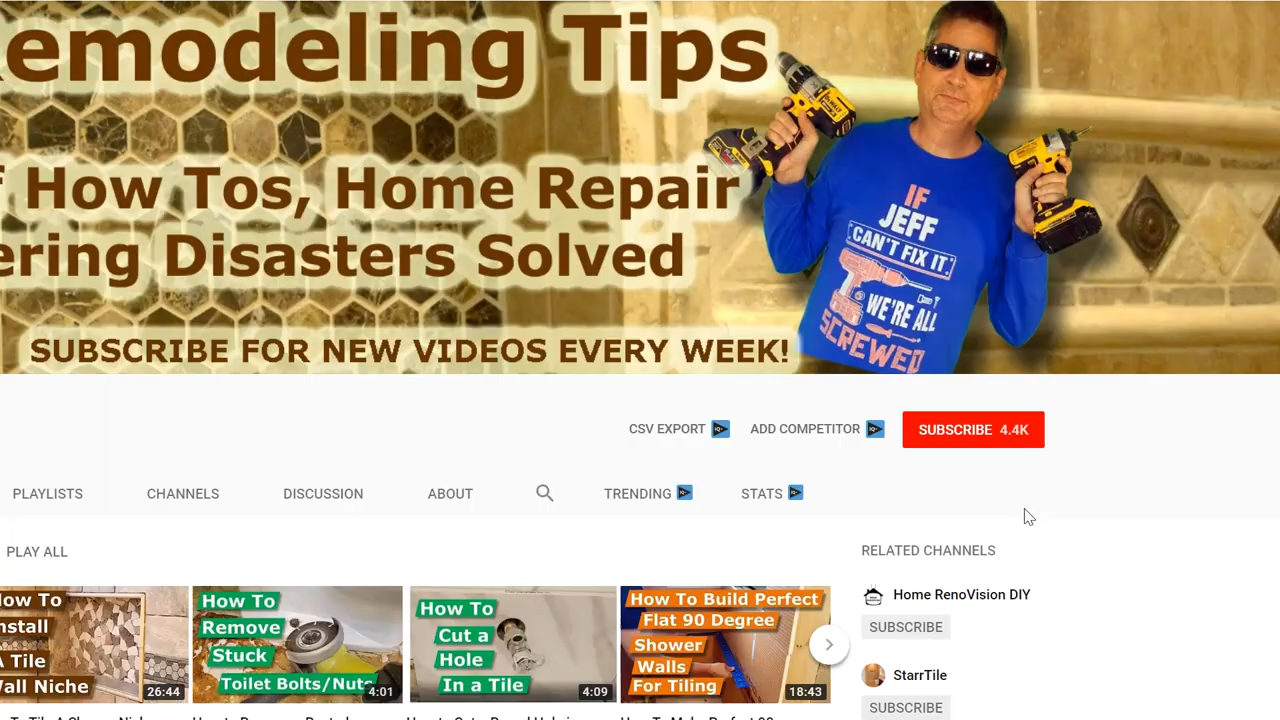 Remodeling Tips
f How Tos, Home Repair
ering Disasters Solved
SUBSCRIBE FOR NEW VIDEOS EVERY WEEK!
IF
JEFF
CAN'T FIX IT
WE'RE ALL
SCREWED
CSV EXPORT
ADD COMPETITOR
SUBSCRIBE 4.4K
PLAYLISTS
CHANNELS
DISCUSSION
ABOUT
TRENDING
STATS
PLAY ALL
RELATED CHANNELS
How To
Install
A Tile
Wall Niche
26:44
How To
Remove
Stuck
Toilet Bolts/Nuts
4:01
How To
Cut a
Hole
In a Tile
4:09
How To Build Perfect
Flat 90 Degree
Shower
Walls
For Tiling
18:43
Home RenoVision DIY
SUBSCRIBE
StarrTile
SUBSCRIBE